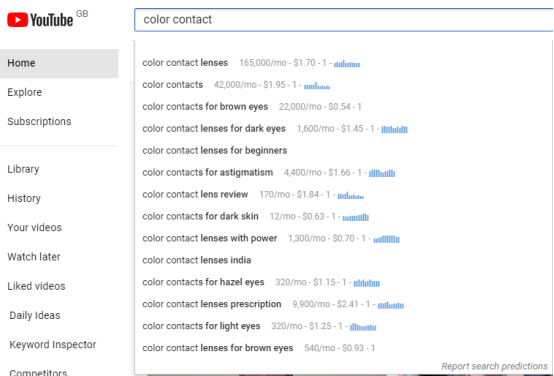 YouTube GB
color contact
Home
Explore
Subscriptions
Library
History
Your videos
Watch later
Liked videos
Daily Ideas
Keyword Inspector
Competitors
color contact lenses 165,000/mo - $1.70 - 1 -
color contacts 42,000/mo - $1.95 - 1 -
color contacts for brown eyes 22,000/mo - $0.54 - 1
color contact lenses for dark eyes 1,600/mo - $1.45 - 1 -
color contact lenses for beginners
color contacts for astigmatism 4,400/mo - $1.66 - 1 -
color contact lens review 170/mo - $1.84 - 1 -
color contacts for dark skin 12/mo - $0.63 - 1 -
color contact lenses with power 1,300/mo - $0.70 - 1 -
color contact lenses india
color contacts for hazel eyes 320/mo - $1.15 - 1 -
color contact lenses prescription 9,900/mo - $2.41 - 1 -
color contacts for light eyes 320/mo - $1.25 - 1 -
color contact lenses for brown eyes 540/mo - $0.93 - 1
Report search predictions